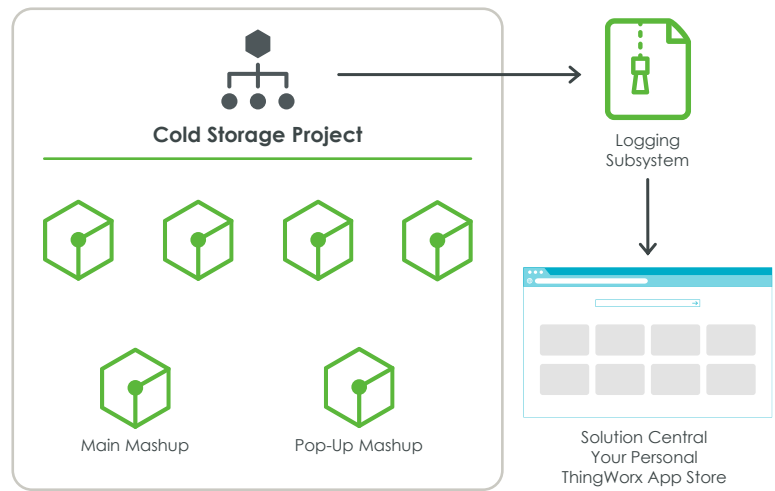 Cold Storage Project
Logging
Subsystem
Main Mashup
Pop-Up Mashup
Solution Central
Your Personal
ThingWorx App Store